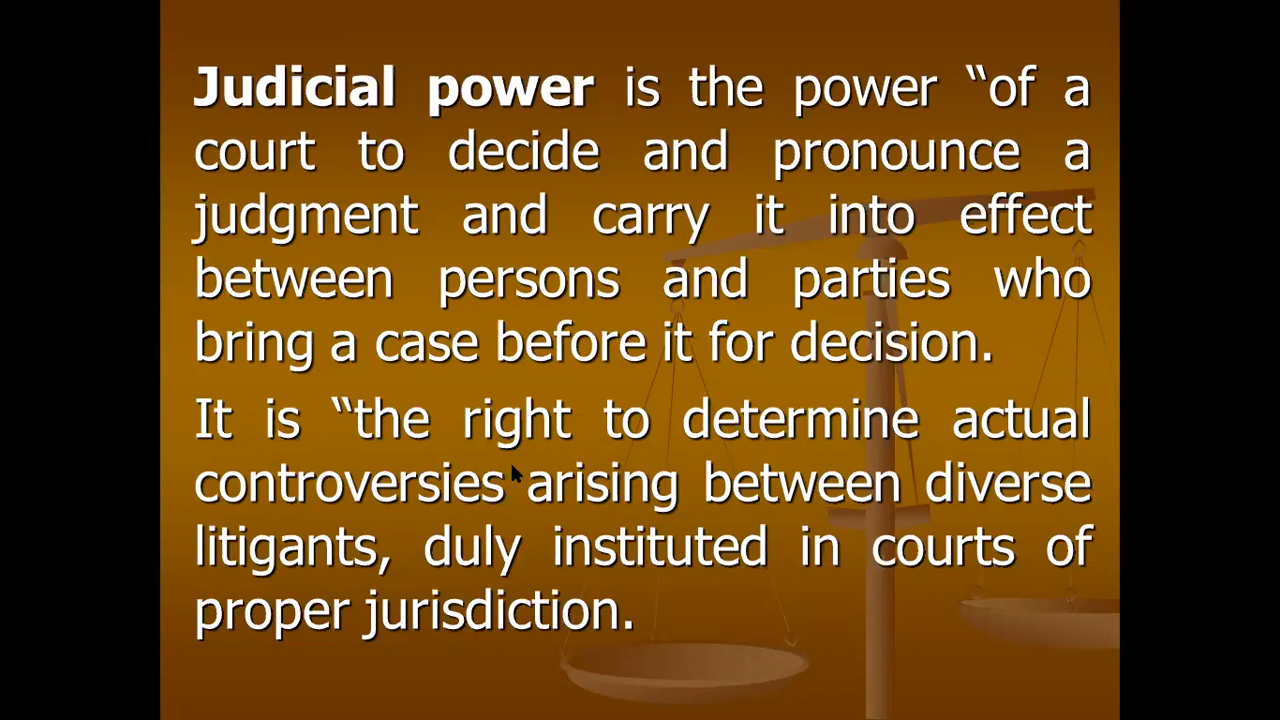 Judicial power is the power “of a
court to decide and pronounce a
judgment and carry it into effect
between persons and parties who
bring a case before it for decision.
It is “the right to determine actual
controversies arising between diverse
litigants, duly instituted in courts of
proper jurisdiction.